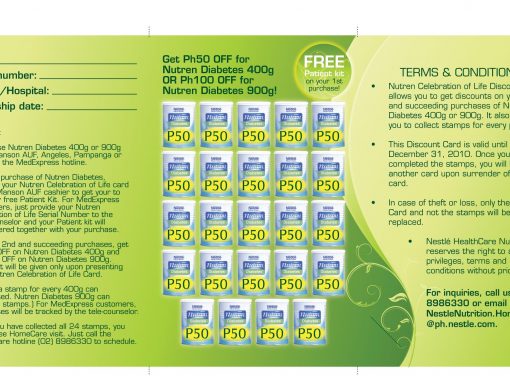 number:
/Hospital:
ship date:
se Nutren Diabetes 400g or 900g
Manson AUF, Angeles, Pampanga or
the MedExpress hotline.
purchase of Nutren Diabetes,
your Nutren Celebration of Life card
Manson AUF cashier to get your to
r free Patient Kit. For MedExpress
ers, just provide your Nutren
tion of Life Serial Number to the
unselor and your Patient kit will
ered together with your purchase.
2nd and succeeding purchases, get
OFF on Nutren Diabetes 400g and
OFF on Nutren Diabetes 900g.
t will be given only upon presenting
tren Celebration of Life Card.
a stamp for every 400g can
sed. Nutren Diabetes 900g can
stamps.) For MedExpress customers,
ses will be tracked by the tele-counselor.
ou have collected all 24 stamps, you
ee HomeCare visit. Just call the
are hotline (02) 8986330 to schedule.
Get Ph50 OFF for
Nutren Diabetes 400g
OR Ph100 OFF for
Nutren Diabetes 900g!
FREE
Patient kit
on your 1st
purchase!
P50 P50 P50 P50 P50
P50 P50 P50 P50 P50
P50 P50 P50 P50 P50
P50 P50 P50 P50 P50
P50 P50 P50 P50
TERMS & CONDITION
• Nutren Celebration of Life Disco
allows you to get discounts on y
and succeeding purchases of N
Diabetes 400g or 900g. It also
you to collect stamps for every p
• This Discount Card is valid until
December 31, 2010. Once you
completed the stamps, you will
another card upon surrender of
card.
• In case of theft or loss, only the
Card and not the stamps will be
replaced.
• Nestlé HealthCare Nu
reserves the right to
privileges, terms and
conditions without prio
For inquiries, call us
8986330 or email
NestleNutrition.Ho
@ph.nestle.com.